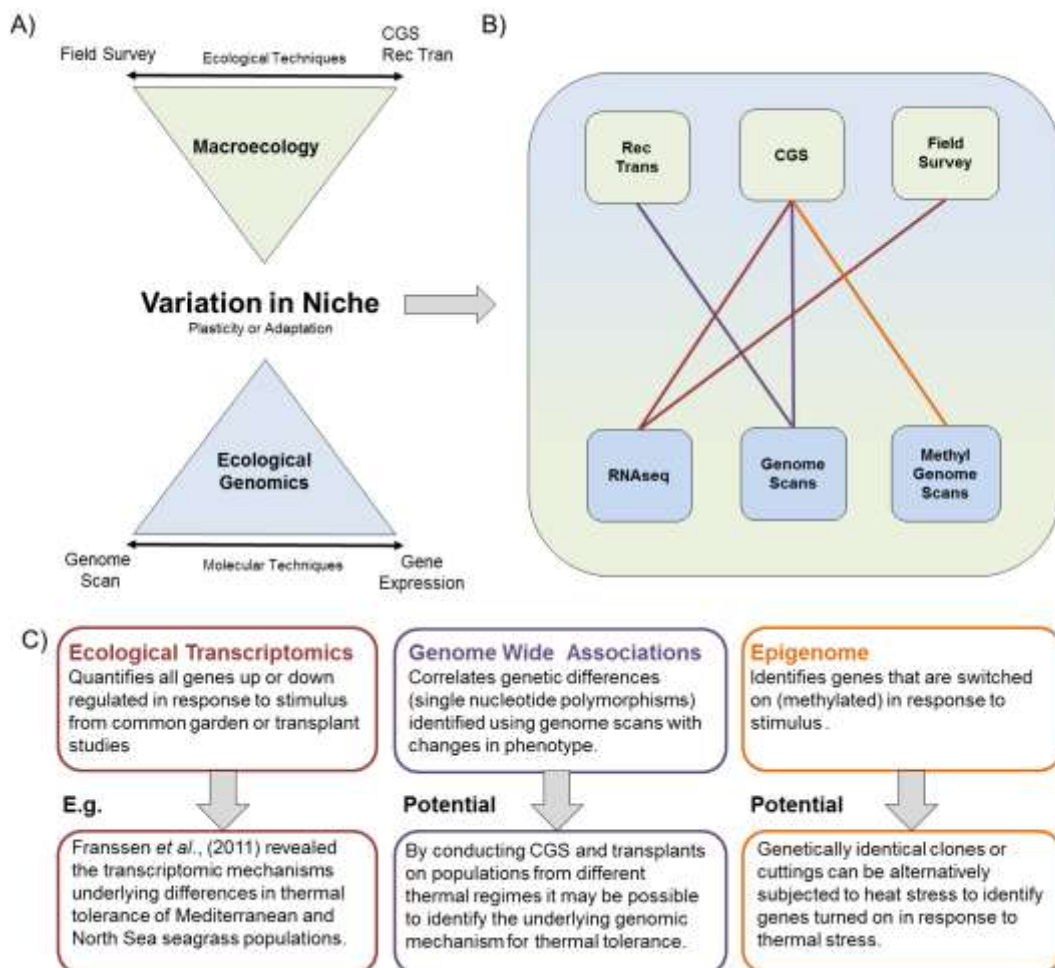 A)
Field Survey
Ecological Techniques
CGS
Rec Tran
Macroecology
Variation in Niche
Plasticity or Adaptation
Ecological
Genomics
Genome
Scan
Molecular Techniques
Gene
Expression
B)
Rec
Trans
CGS
Field
Survey
RNAseq
Genome
Scans
Methyl
Genome
Scans
C)
Ecological Transcriptomics
Quantifies all genes up or down
regulated in response to stimulus
from common garden or transplant
studies
E.g.
Franssen et al., (2011) revealed
the transcriptomic mechanisms
underlying differences in thermal
tolerance of Mediterranean and
North Sea seagrass populations.
Genome Wide Associations
Correlates genetic differences
(single nucleotide polymorphisms)
identified using genome scans with
changes in phenotype.
Potential
By conducting CGS and transplants
on populations from different
thermal regimes it may be possible
to identify the underlying genomic
mechanism for thermal tolerance.
Epigenome
Identifies genes that are switched
on (methylated) in response to
stimulus.
Potential
Genetically identical clones or
cuttings can be alternatively
subjected to heat stress to identify
genes turned on in response to
thermal stress.